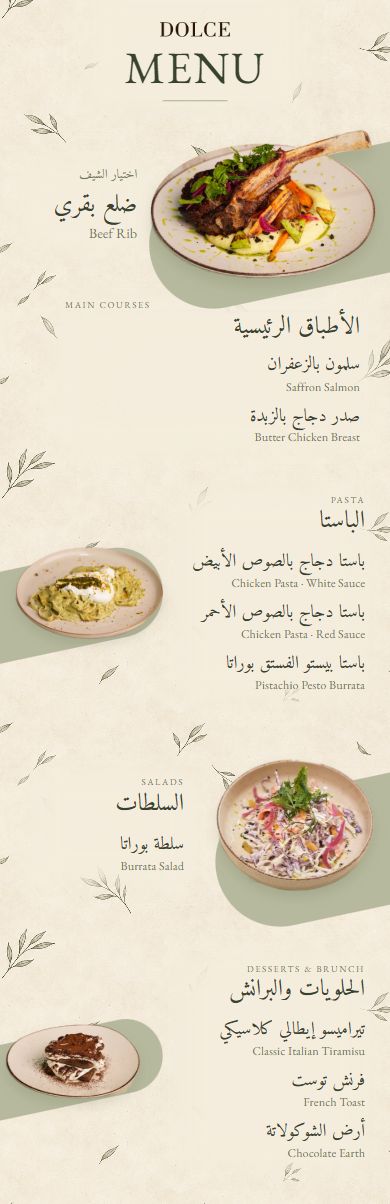 DOLCE
MENU
اختيار الشيف
ضلع بقري
Beef Rib
MAIN COURSES
الأطباق الرئيسية
سلمون بالزعفران
Saffron Salmon
صدر دجاج بالزبدة
Butter Chicken Breast
PASTA
الباستا
باستا دجاج بالصوص الأبيض
Chicken Pasta · White Sauce
باستا دجاج بالصوص الأحمر
Chicken Pasta · Red Sauce
باستا بيستو الفستق بوراتا
Pistachio Pesto Burrata
SALADS
السلطات
سلطة بوراتا
Burrata Salad
DESSERTS & BRUNCH
الحلويات والبرانش
تيراميسو إيطالي كلاسيكي
Classic Italian Tiramisu
فرنش توست
French Toast
أرض الشوكولاتة
Chocolate Earth